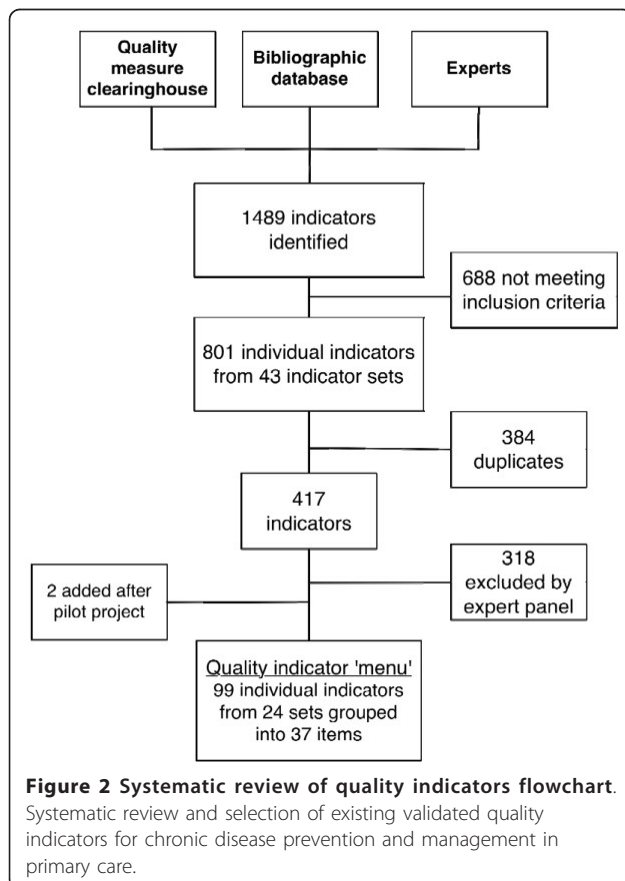 Quality
measure
clearinghouse
Bibliographic
database
Experts
1489 indicators
identified
688 not meeting
inclusion criteria
801 individual indicators
from 43 indicator sets
384
duplicates
417
indicators
318
excluded by
expert panel
2 added after
pilot project
Quality indicator 'menu'
99 individual indicators
from 24 sets grouped
into 37 items
Figure 2 Systematic review of quality indicators flowchart.
Systematic review and selection of existing validated quality
indicators for chronic disease prevention and management in
primary care.